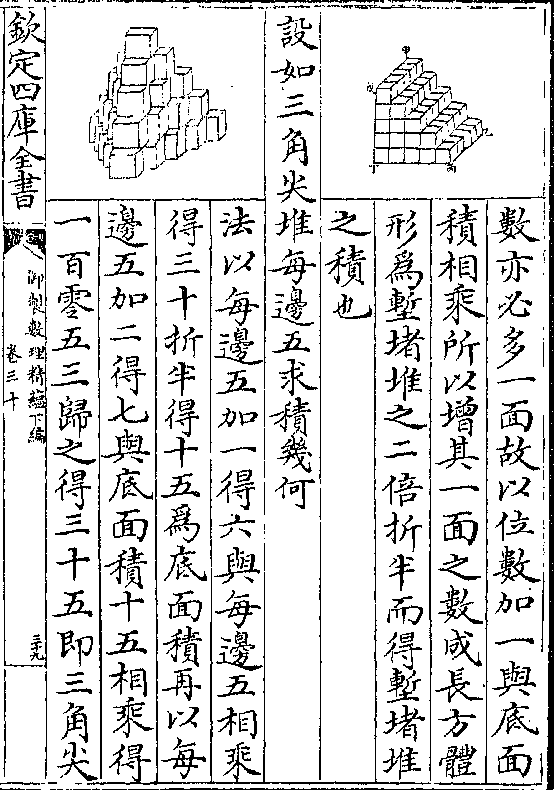 數亦必多一面故以位數加一與底面
積相乘所以增其一面之數成長方體
形爲塹堵堆之二倍折半而得塹堵堆
之積也
設如三角尖堆每邊五求積幾何
法以每邊五加一得六與每邊五相乘
得三十折半得十五爲底面積再以每
邊五加二得七與底面積十五相乘得
一百零五三歸之得三十五即三角尖
欽定四庫全書
御製數理精蘊下編
卷三十
三十九